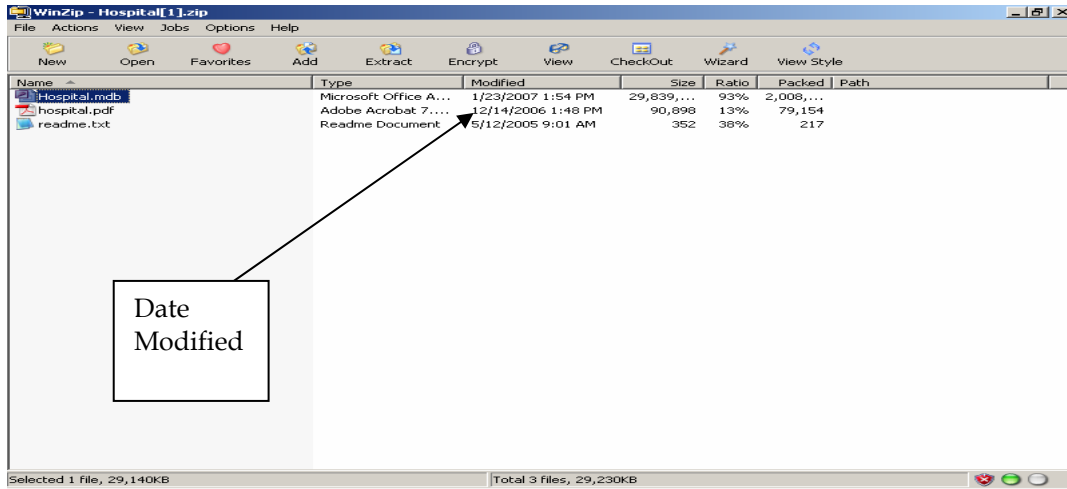 WinZip - Hospital[1].zip
File Actions View Jobs Options Help
New Open Favorites Add Extract Encrypt View CheckOut Wizard View Style
Name Type Modified Size Ratio Packed Path
Hospital.mdb Microsoft Office A... 1/23/2007 1:54 PM 29,839,... 93% 2,008,...
hospital.pdf Adobe Acrobat 7.... 12/14/2006 1:48 PM 90,898 13% 79,154
readme.txt Readme Document 5/12/2005 9:01 AM 352 38% 217
Date
Modified
Selected 1 file, 29,140KB Total 3 files, 29,230KB